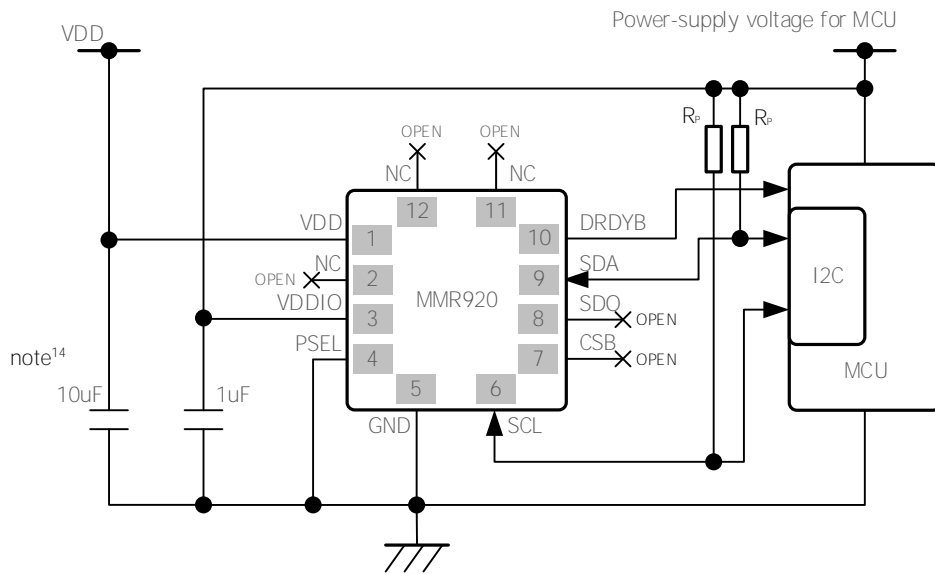 Power-supply voltage for MCU
VDD
Rₚ Rₚ
OPEN OPEN
NC NC
12 11
VDD 1 10 DRDYB
NC
OPEN 2 9 SDA
MMR920
I2C
VDDIO 3 8 SDO OPEN
PSEL 4 7 CSB OPEN
note¹⁴
MCU
10uF 1uF 5 6
GND SCL